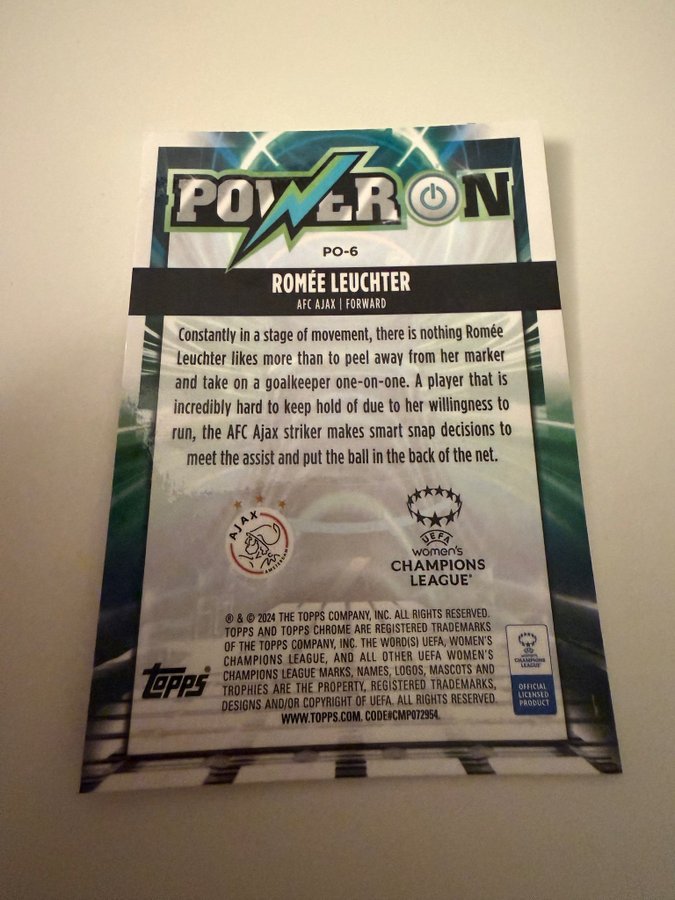 POWER ON
PO-6
ROMÉE LEUCHTER
AFC AJAX | FORWARD
Constantly in a stage of movement, there is nothing Romée
Leuchter likes more than to peel away from her marker
and take on a goalkeeper one-on-one. A player that is
incredibly hard to keep hold of due to her willingness to
run, the AFC Ajax striker makes smart snap decisions to
meet the assist and put the ball in the back of the net.
AJAX
AMSTERDAM
UEFA
women's
CHAMPIONS
LEAGUE®
® & © 2024 THE TOPPS COMPANY, INC. ALL RIGHTS RESERVED.
TOPPS AND TOPPS CHROME ARE REGISTERED TRADEMARKS
OF THE TOPPS COMPANY, INC. THE WORD(S) UEFA, WOMEN'S
CHAMPIONS LEAGUE, AND ALL OTHER UEFA WOMEN'S
CHAMPIONS LEAGUE MARKS, NAMES, LOGOS, MASCOTS AND
TROPHIES ARE THE PROPERTY, REGISTERED TRADEMARKS,
DESIGNS AND/OR COPYRIGHT OF UEFA. ALL RIGHTS RESERVED.
WWW.TOPPS.COM. CODE#CMP072954.
Topps®
women's
CHAMPIONS
LEAGUE
OFFICIAL
LICENSED
PRODUCT